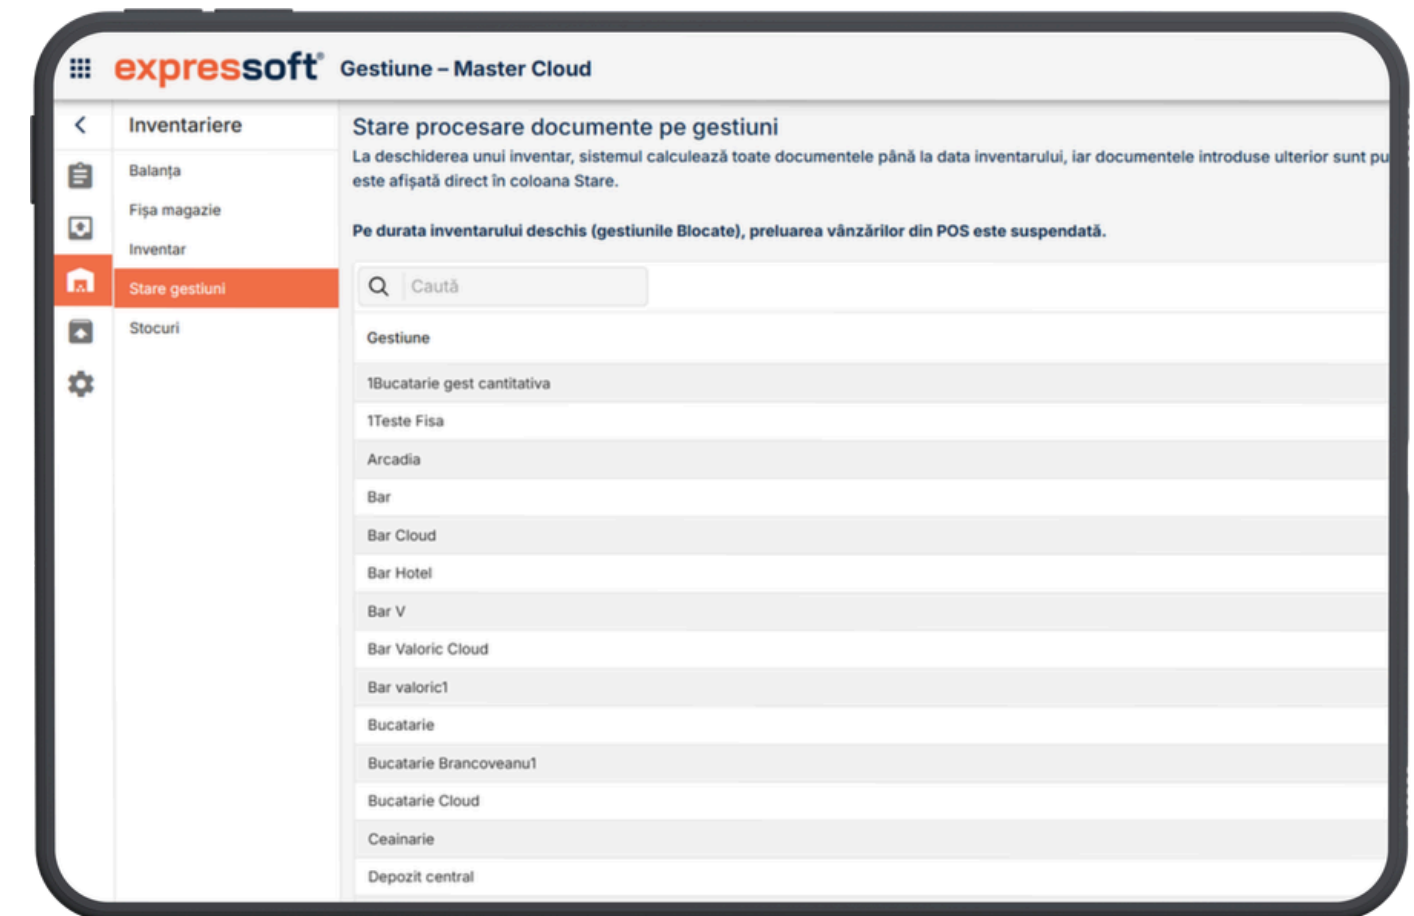 expressoft® Gestiune – Master Cloud
Inventariere
Balanța
Fișa magazie
Inventar
Stare gestiuni
Stocuri
Stare procesare documente pe gestiuni
La deschiderea unui inventar, sistemul calculează toate documentele până la data inventarului, iar documentele introduse ulterior sunt pu
este afișată direct în coloana Stare.
Pe durata inventarului deschis (gestiunile Blocate), preluarea vânzărilor din POS este suspendată.
Caută
Gestiune
1Bucatarie gest cantitativa
1Teste Fisa
Arcadia
Bar
Bar Cloud
Bar Hotel
Bar V
Bar Valoric Cloud
Bar valoric1
Bucatarie
Bucatarie Brancoveanu1
Bucatarie Cloud
Ceainarie
Depozit central